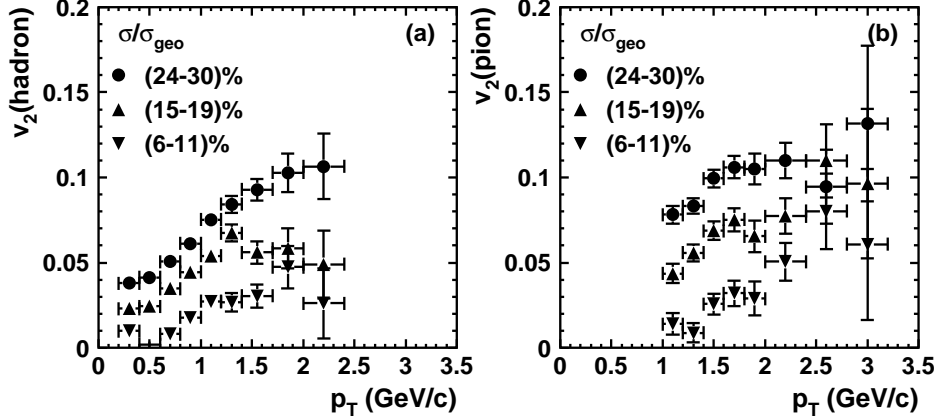 v2(hadron)
0.2
0.15
0.1
0.05
0
σ/σgeo
(a)
(24-30)%
(15-19)%
(6-11)%
0 0.5 1 1.5 2 2.5 3 3.5
pT (GeV/c)
v2(pion)
0.2
0.15
0.1
0.05
0
σ/σgeo
(b)
(24-30)%
(15-19)%
(6-11)%
0 0.5 1 1.5 2 2.5 3 3.5
pT (GeV/c)